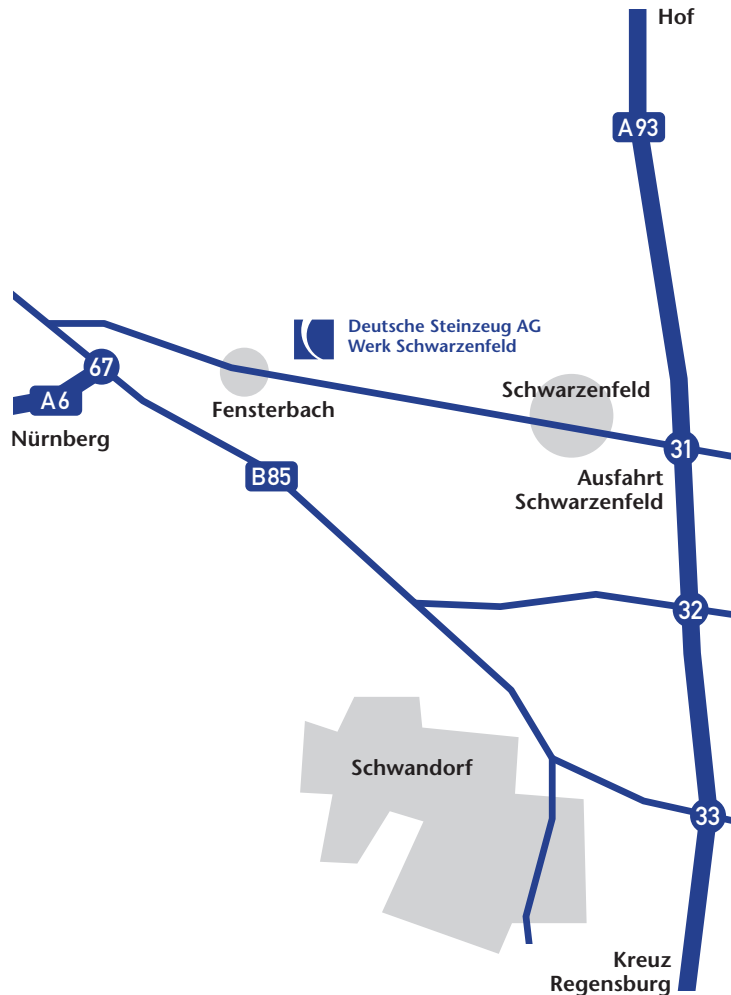 Hof
A93
Deutsche Steinzeug AG
Werk Schwarzenfeld
67
A6
Nürnberg
Fensterbach
Schwarzenfeld
31
Ausfahrt
Schwarzenfeld
B85
32
Schwandorf
33
Kreuz
Regensburg